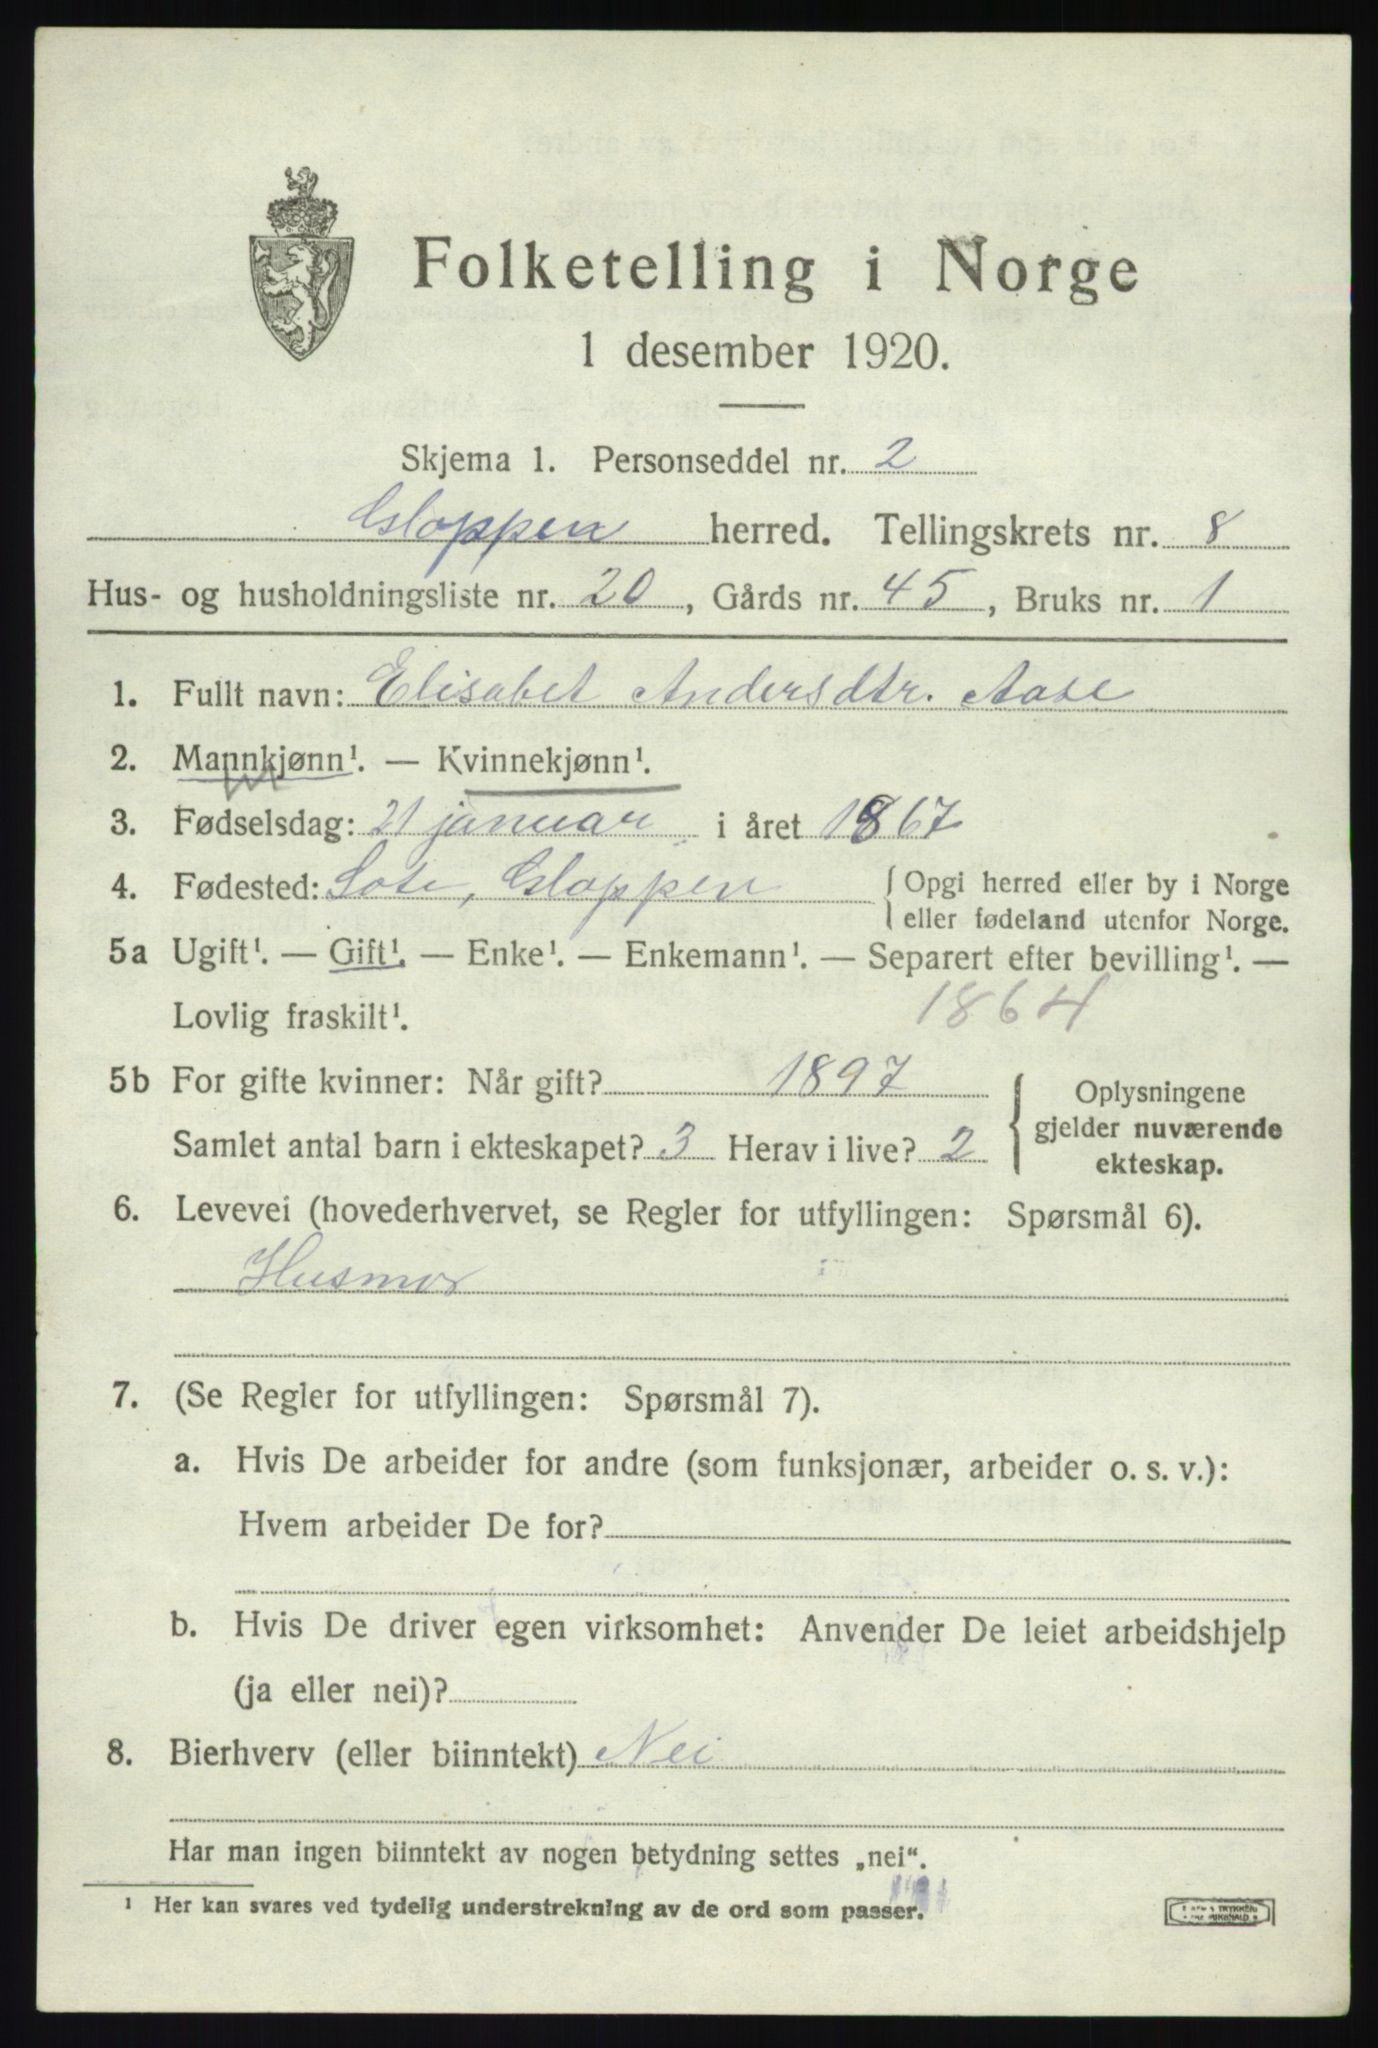 Folketelling i Norge
1 desember 1920.
Skjema 1. Personseddel nr. 2
Gloppen herred. Tellingskrets nr. 8
Hus- og husholdningsliste nr. 20, Gårds nr. 45, Bruks nr. 1
1. Fullt navn: Elisabet Andersdtr. Aase
2. Mannkjønn¹. — Kvinnekjønn¹.
3. Fødselsdag: 21 januar i året 1867
4. Fødested: Lote, Gloppen { Opgi herred eller by i Norge
eller fødeland utenfor Norge.
5a Ugift¹. — Gift¹. — Enke¹. — Enkemann¹. — Separert efter bevilling¹. —
Lovlig fraskilt¹. 1864
5b For gifte kvinner: Når gift? 1897
Samlet antal barn i ekteskapet? 3 Herav i live? 2
{ Oplysningene
gjelder nuværende
ekteskap.
6. Levevei (hovederhvervet, se Regler for utfyllingen: Spørsmål 6).
Husmor
7. (Se Regler for utfyllingen: Spørsmål 7).
a. Hvis De arbeider for andre (som funksjonær, arbeider o. s. v.):
Hvem arbeider De for?
b. Hvis De driver egen virksomhet: Anvender De leiet arbeidshjelp
(ja eller nei)?
8. Bierhverv (eller biinntekt) Nei
Har man ingen biinntekt av nogen betydning settes „nei“.
¹ Her kan svares ved tydelig understrekning av de ord som passer.